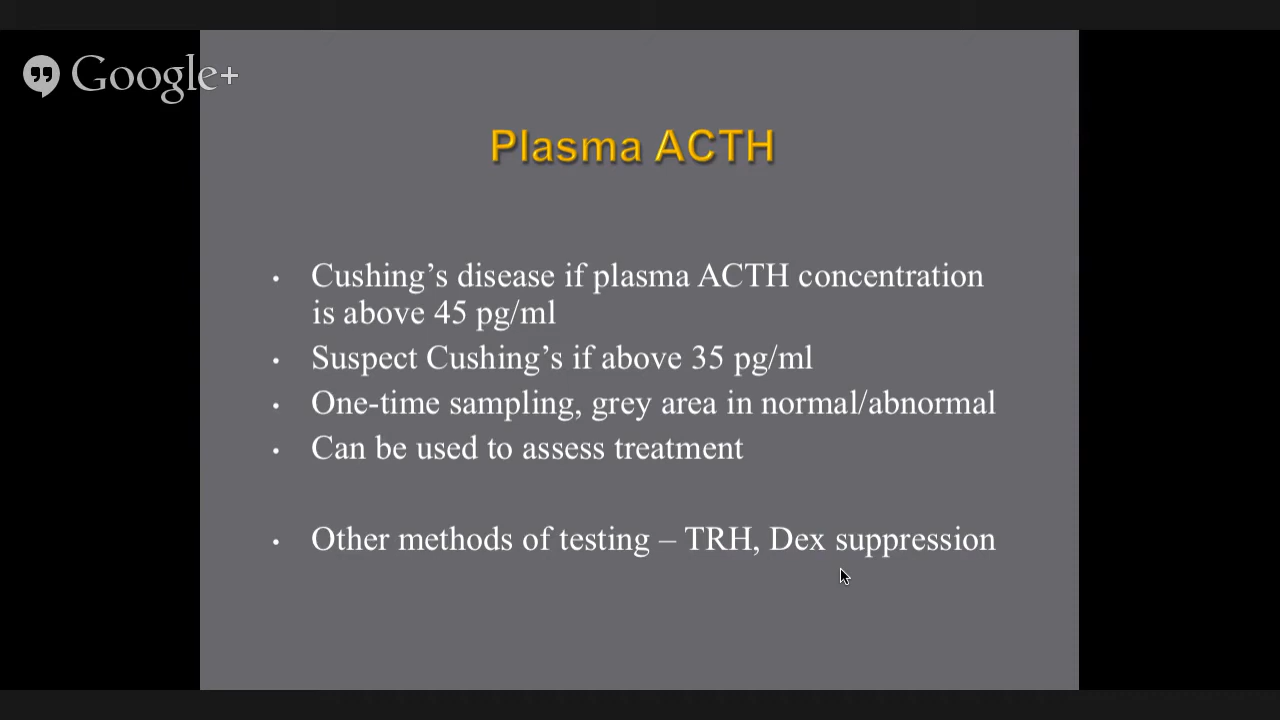 Google+
Plasma ACTH
• Cushing’s disease if plasma ACTH concentration
is above 45 pg/ml
• Suspect Cushing’s if above 35 pg/ml
• One-time sampling, grey area in normal/abnormal
• Can be used to assess treatment
• Other methods of testing – TRH, Dex suppression